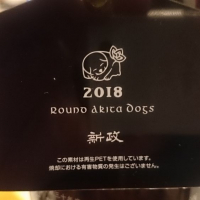 2018
ROUND AKITA DOGS
新政
この素材は再生PETを使用しています。
焼却における有害物質の発生はございません。